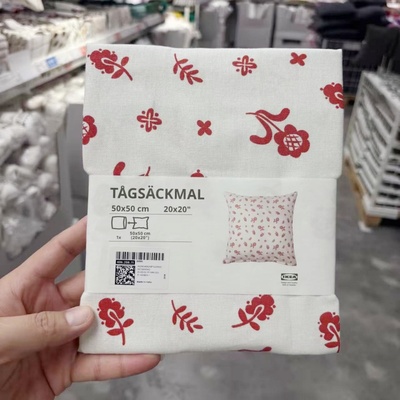 TÅGSÄCKMAL
50x50 cm 20x20"
1x
50x50 cm
(20x20")
IKEA